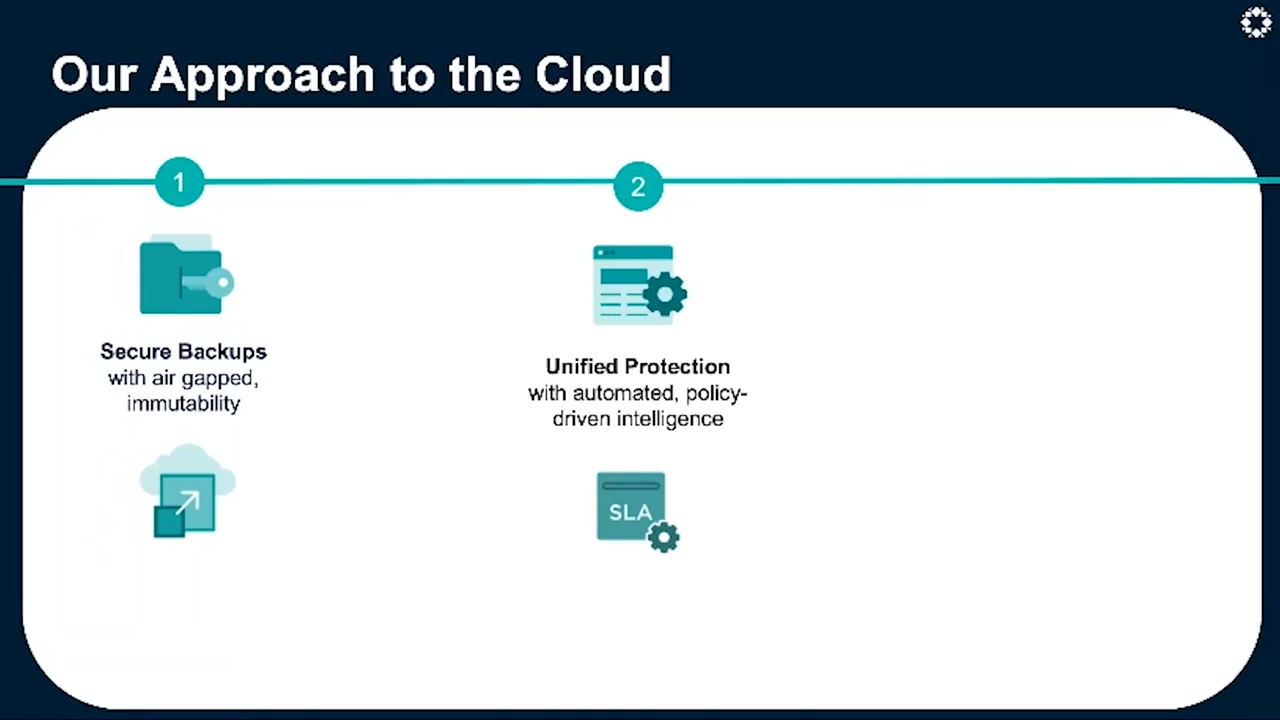 Our Approach to the Cloud
1
2
Secure Backups
with air gapped,
immutability
Unified Protection
with automated, policy-
driven intelligence
SLA